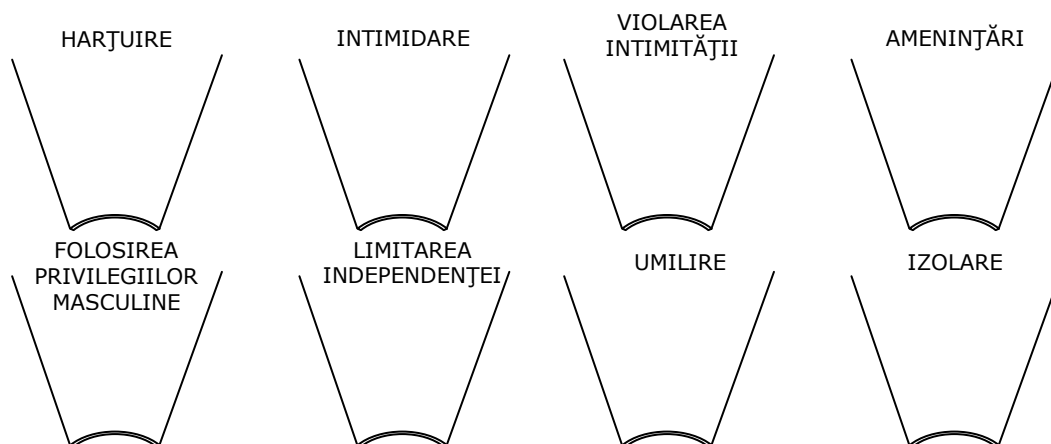 HARŢUIRE
INTIMIDARE
VIOLAREA
INTIMITĂŢII
AMENINŢĂRI
FOLOSIREA
PRIVILEGIILOR
MASCULINE
LIMITAREA
INDEPENDENŢEI
UMILIRE
IZOLARE